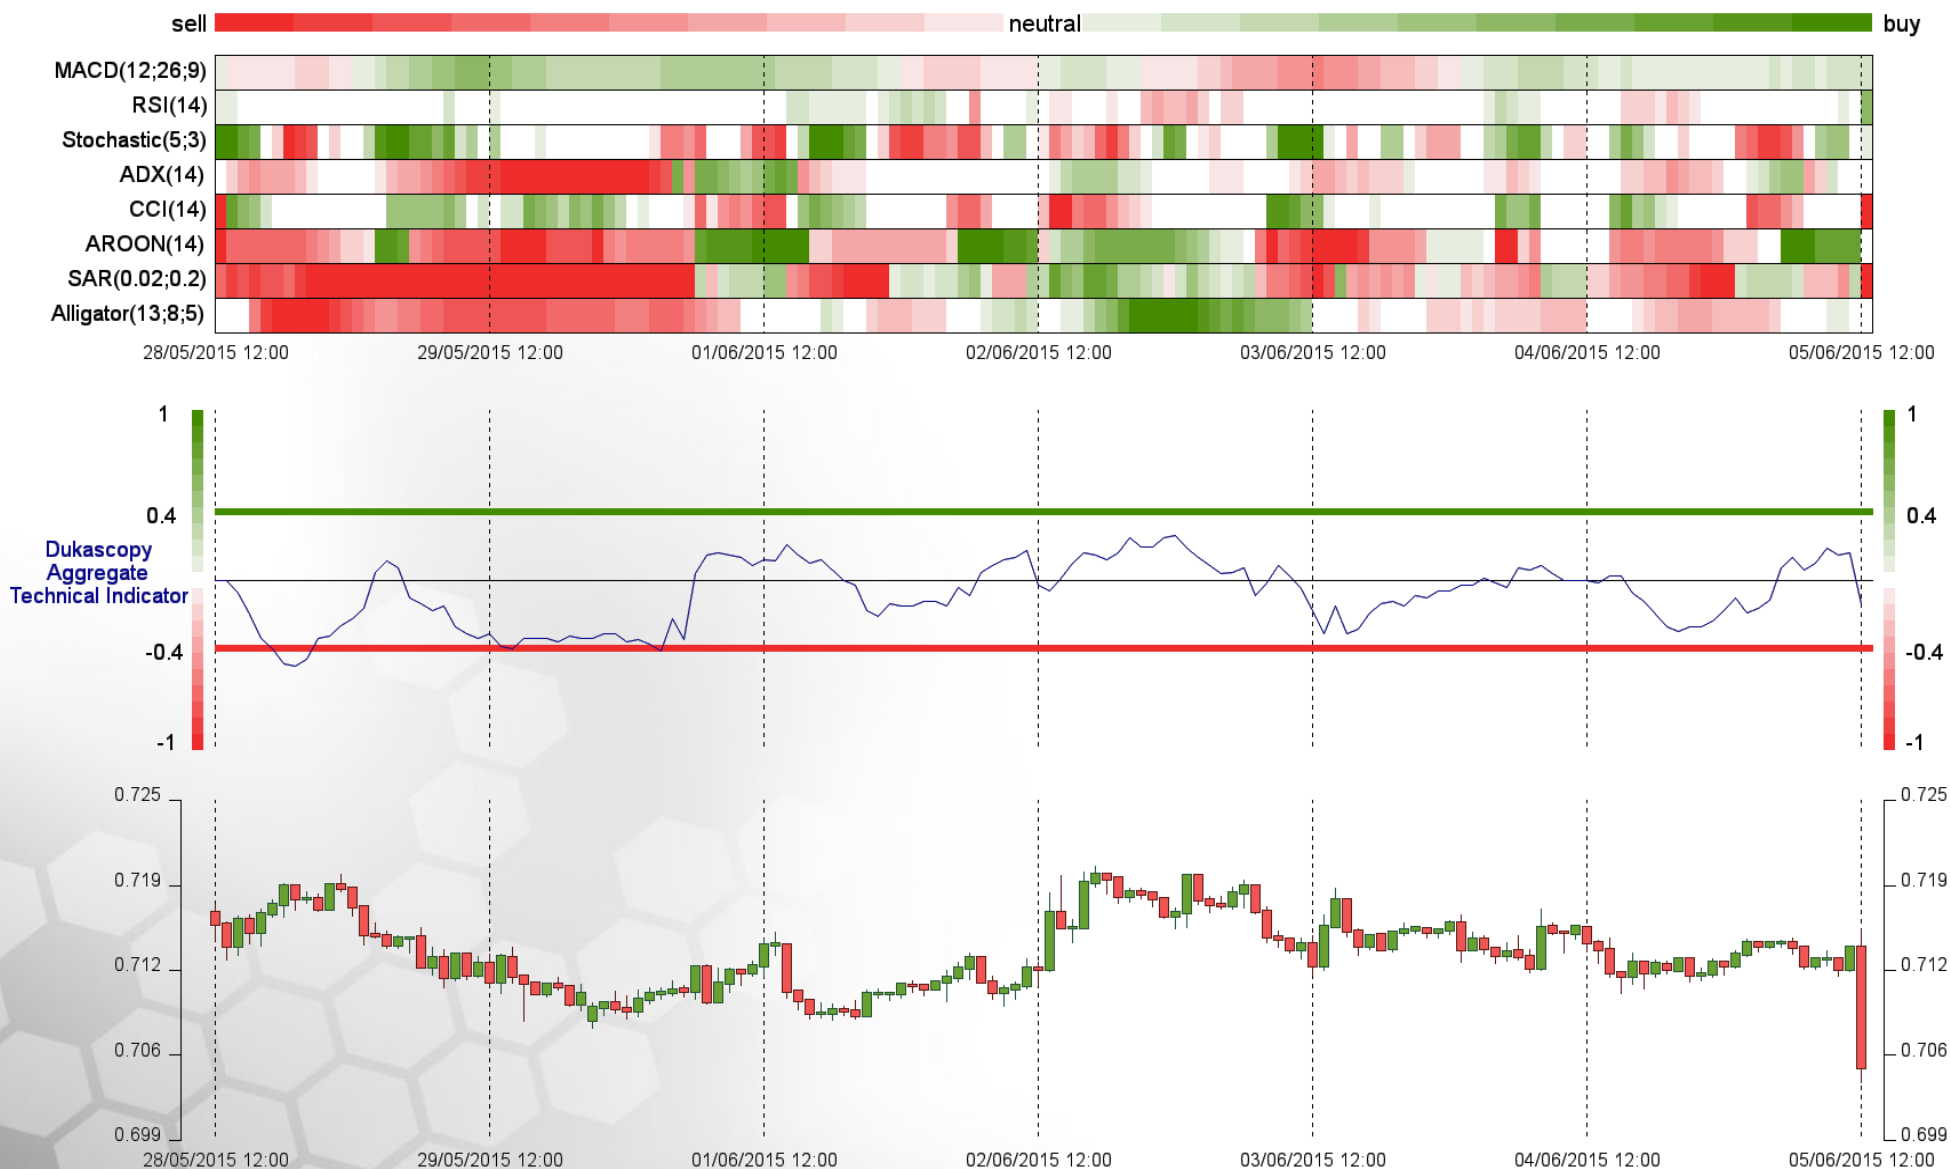 sell neutral buy
MACD(12;26;9)
RSI(14)
Stochastic(5;3)
ADX(14)
CCI(14)
AROON(14)
SAR(0.02;0.2)
Alligator(13;8;5)
28/05/2015 12:00 29/05/2015 12:00 01/06/2015 12:00 02/06/2015 12:00 03/06/2015 12:00 04/06/2015 12:00 05/06/2015 12:00
1 1
0.4 0.4
Dukascopy
Aggregate
Technical Indicator
-0.4 -0.4
-1 -1
0.725 0.725
0.719 0.719
0.712 0.712
0.706 0.706
0.699 0.699
28/05/2015 12:00 29/05/2015 12:00 01/06/2015 12:00 02/06/2015 12:00 03/06/2015 12:00 04/06/2015 12:00 05/06/2015 12:00